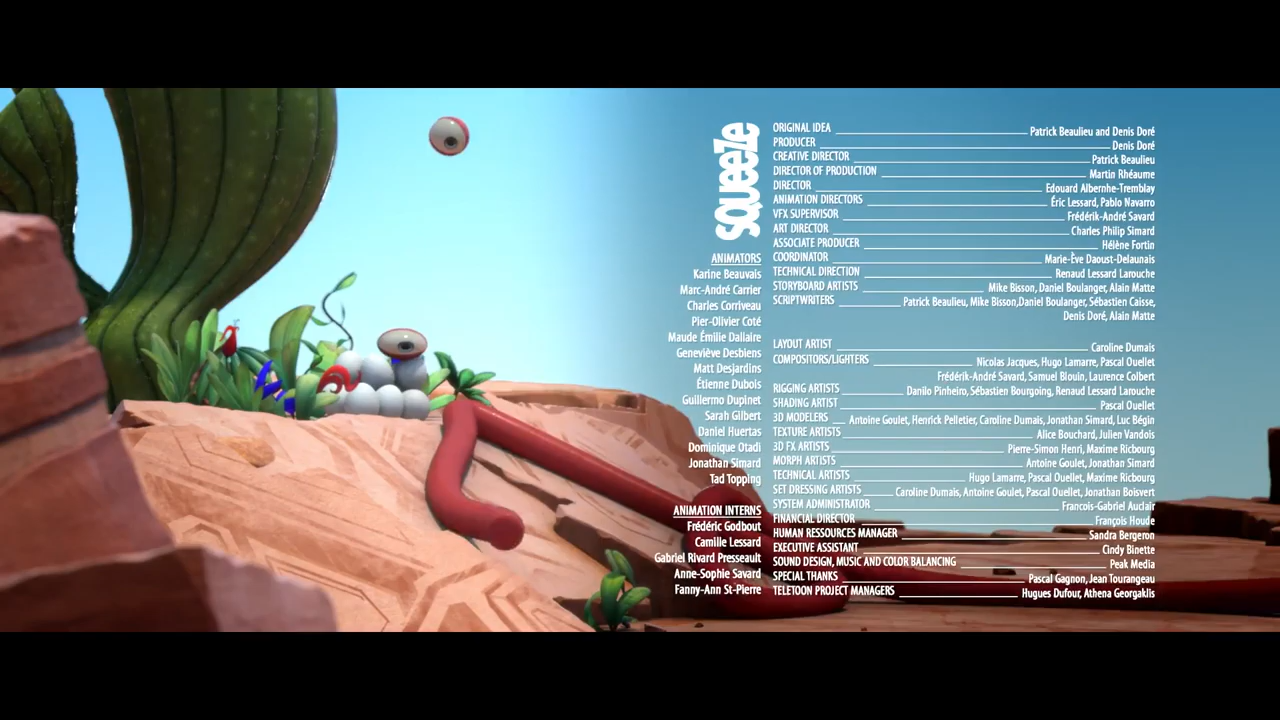 squeeze
ORIGINAL IDEA Patrick Beaulieu and Denis Doré
PRODUCER Denis Doré
CREATIVE DIRECTOR Patrick Beaulieu
DIRECTOR OF PRODUCTION Martin Rhéaume
DIRECTOR Edouard Albernhe-Tremblay
ANIMATION DIRECTORS Éric Lessard, Pablo Navarro
VFX SUPERVISOR Frédérik-André Savard
ART DIRECTOR Charles Philip Simard
ASSOCIATE PRODUCER Hélène Fortin
COORDINATOR Marie-Ève Daoust-Delaunais
TECHNICAL DIRECTION Renaud Lessard Larouche
STORYBOARD ARTISTS Mike Bisson, Daniel Boulanger, Alain Matte
SCRIPTWRITERS Patrick Beaulieu, Mike Bisson,Daniel Boulanger, Sébastien Caisse,
Denis Doré, Alain Matte
LAYOUT ARTIST Caroline Dumais
COMPOSITORS/LIGHTERS Nicolas Jacques, Hugo Lamarre, Pascal Ouellet
Frédérik-André Savard, Samuel Blouin, Laurence Colbert
RIGGING ARTISTS Danilo Pinheiro, Sébastien Bourgoing, Renaud Lessard Larouche
SHADING ARTIST Pascal Ouellet
3D MODELERS Antoine Goulet, Henrick Pelletier, Caroline Dumais, Jonathan Simard, Luc Bégin
TEXTURE ARTISTS Alice Bouchard, Julien Vandois
3D FX ARTISTS Pierre-Simon Henri, Maxime Ricbourg
MORPH ARTISTS Antoine Goulet, Jonathan Simard
TECHNICAL ARTISTS Hugo Lamarre, Pascal Ouellet, Maxime Ricbourg
SET DRESSING ARTISTS Caroline Dumais, Antoine Goulet, Pascal Ouellet, Jonathan Boisvert
SYSTEM ADMINISTRATOR Francois-Gabriel Auclair
FINANCIAL DIRECTOR François Houde
HUMAN RESSOURCES MANAGER Sandra Bergeron
EXECUTIVE ASSISTANT Cindy Binette
SOUND DESIGN, MUSIC AND COLOR BALANCING Peak Media
SPECIAL THANKS Pascal Gagnon, Jean Tourangeau
TELETOON PROJECT MANAGERS Hugues Dufour, Athena Georgaklis
ANIMATORS
Karine Beauvais
Marc-André Carrier
Charles Corriveau
Pier-Olivier Coté
Maude Émilie Dallaire
Geneviève Desbiens
Matt Desjardins
Étienne Dubois
Guillermo Dupinet
Sarah Gilbert
Daniel Huertas
Dominique Otadi
Jonathan Simard
Tad Topping
ANIMATION INTERNS
Frédéric Godbout
Camille Lessard
Gabriel Rivard Presseault
Anne-Sophie Savard
Fanny-Ann St-Pierre